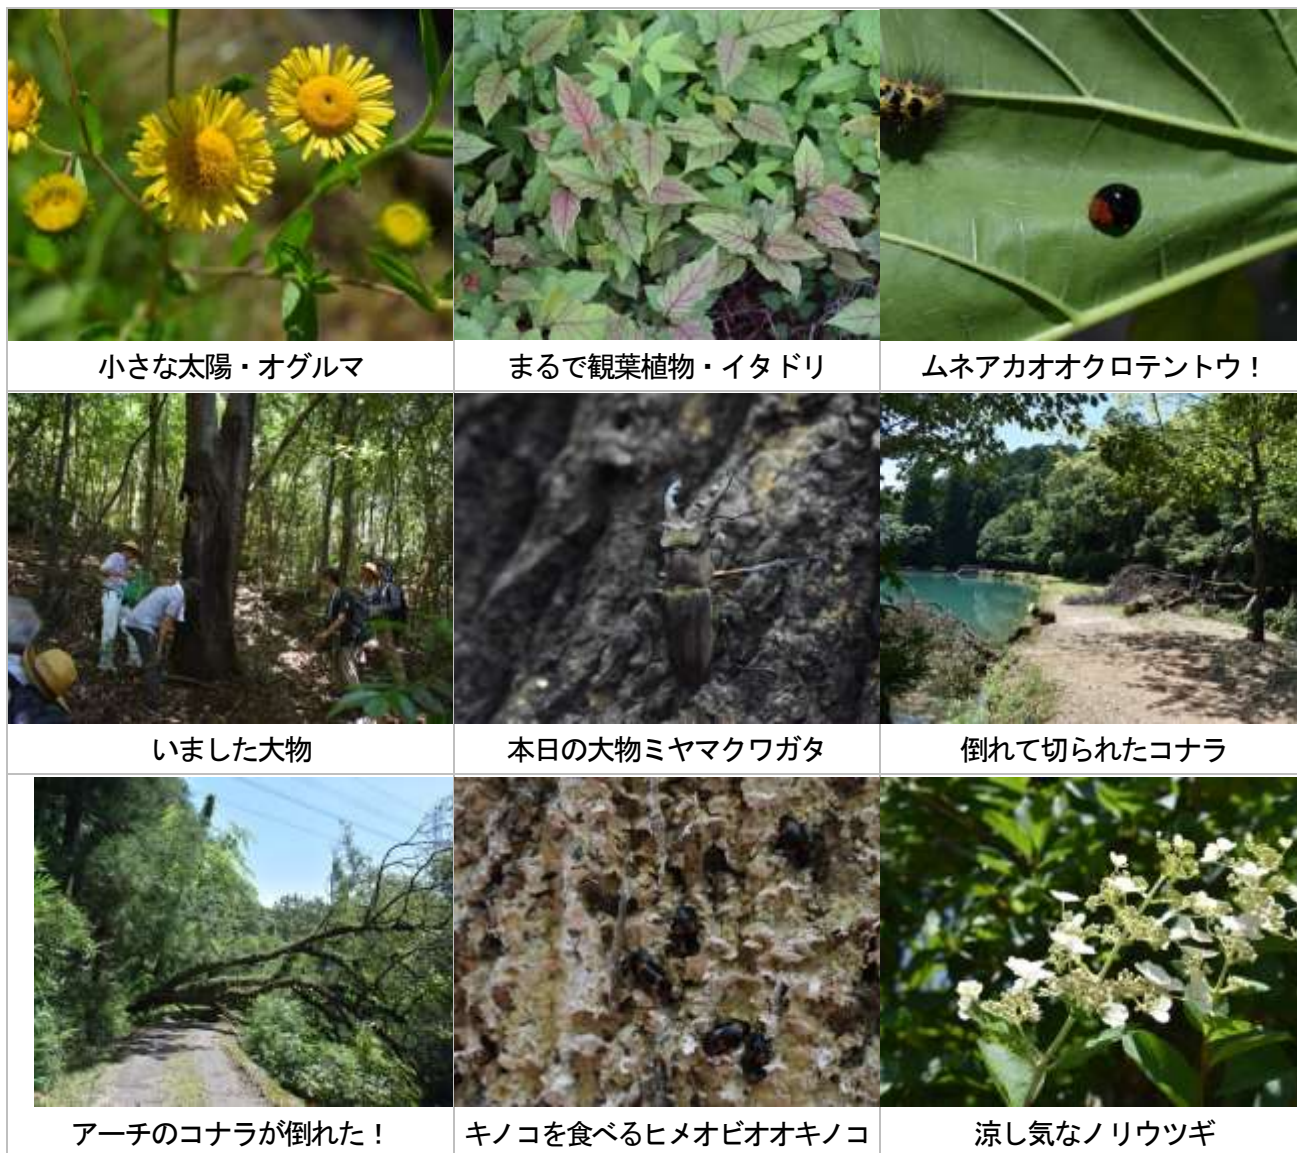 小さな太陽・オグルマ
まるで観葉植物・イタドリ
ムネアカオオクロテントウ！
いました大物
本日の大物ミヤマクワガタ
倒れて切られたコナラ
アーチのコナラが倒れた！
キノコを食べるヒメオビオオキノコ
涼し気なノリウツギ